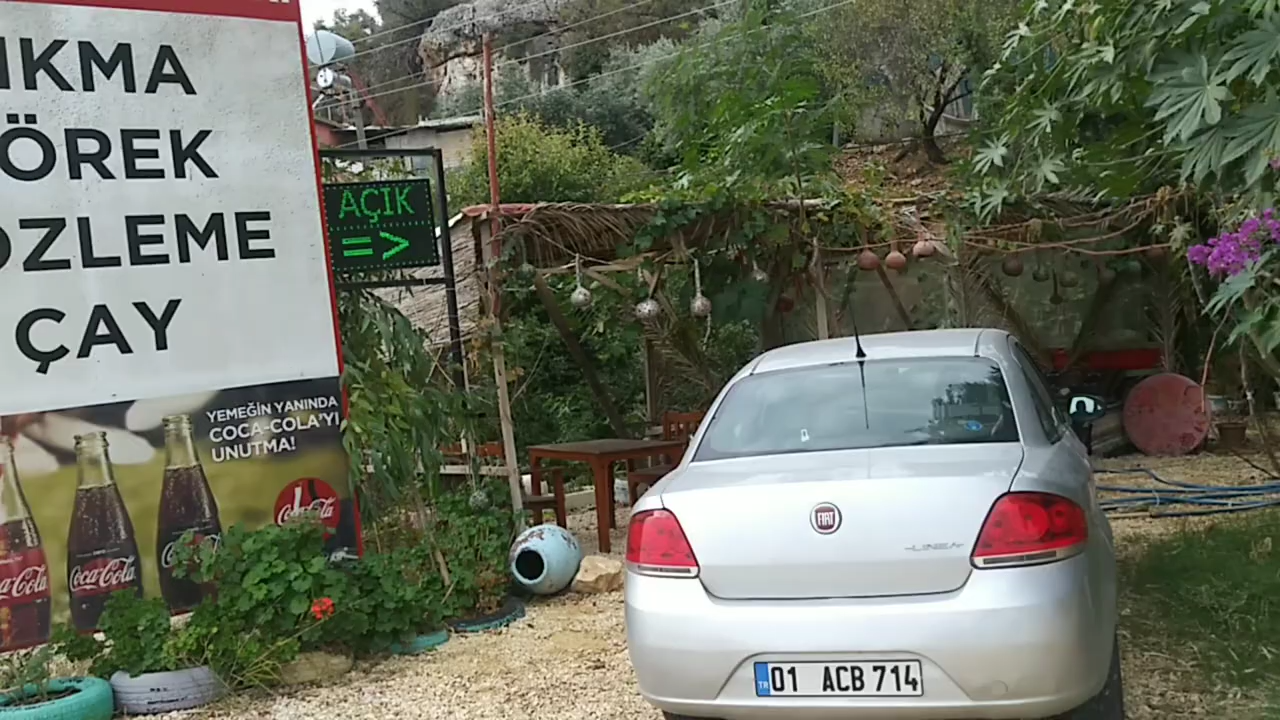 IKMA
ÖREK
ÖZLEME
ÇAY
YEMEĞİN YANINDA
COCA-COLA'YI
UNUTMA!
Coca-Cola
Coca-Cola
Coca-Cola
AÇIK
=>
FIAT
LINEA
TR 01 ACB 714